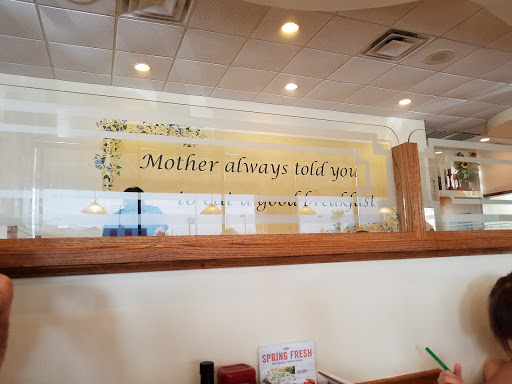 Mother always told you
to eat a good breakfast
SPRING FRESH